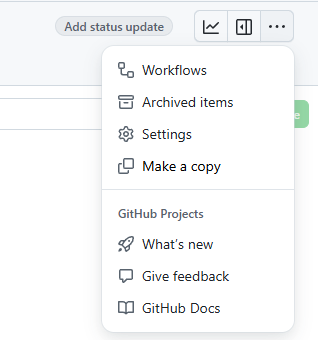 Add status update
Workflows
Archived items
Settings
Make a copy
GitHub Projects
What's new
Give feedback
GitHub Docs